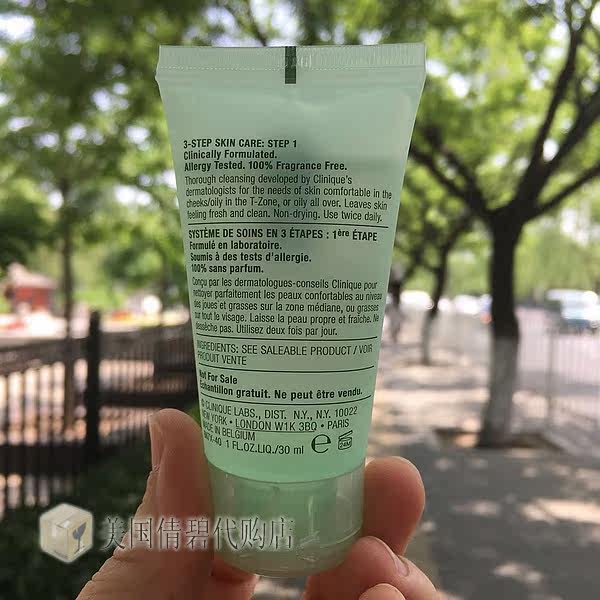 3-STEP SKIN CARE: STEP 1
Clinically Formulated.
Allergy Tested. 100% Fragrance Free.
Thorough cleansing developed by Clinique's
dermatologists for the needs of skin comfortable in the
cheeks/oily in the T-Zone, or oily all over. Leaves skin
feeling fresh and clean. Non-drying. Use twice daily.
SYSTÈME DE SOINS EN 3 ÉTAPES : 1ère ÉTAPE
Formulé en laboratoire.
Soumis à des tests d'allergie.
100% sans parfum.
Conçu par les dermatologues-conseils Clinique pour
nettoyer parfaitement les peaux confortables au niveau
des joues et grasses sur la zone médiane, ou grasses
sur tout le visage. Laisse la peau propre et fraîche. Ne
dessèche pas. Utilisez deux fois par jour.
INGREDIENTS: SEE SALEABLE PRODUCT / VOIR
PRODUIT VENTE
Not For Sale
Échantillon gratuit. Ne peut être vendu.
© CLINIQUE LABS., DIST. N.Y., N.Y. 10022
NEW YORK • LONDON W1K 3BQ • PARIS
MADE IN BELGIUM
1 FL.OZ.LIQ./30 ml e 24M
美国倩碧代购店